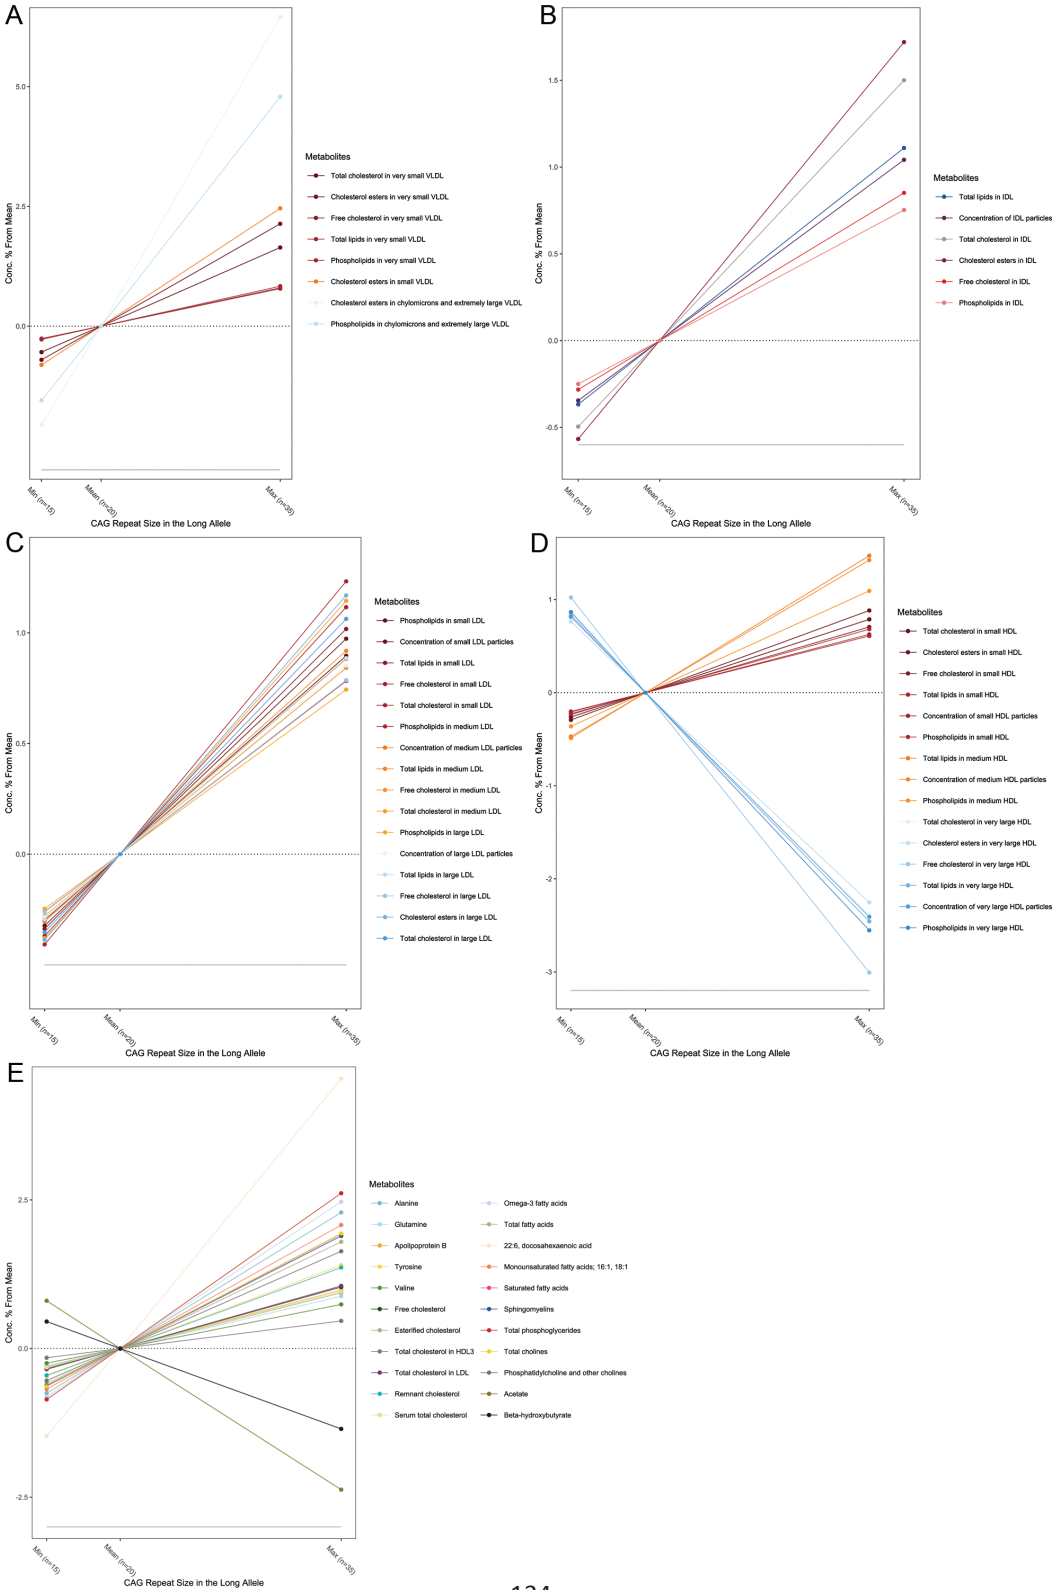 A
5.0
2.5
0.0
Conc. % From Mean
Min (n=15)
Mean (n=20)
Max (n=35)
CAG Repeat Size in the Long Allele
Metabolites
Total cholesterol in very small VLDL
Cholesterol esters in very small VLDL
Free cholesterol in very small VLDL
Total lipids in very small VLDL
Phospholipids in very small VLDL
Cholesterol esters in small VLDL
Cholesterol esters in chylomicrons and extremely large VLDL
Phospholipids in chylomicrons and extremely large VLDL
B
1.5
1.0
0.5
0.0
-0.5
Conc. % From Mean
Min (n=15)
Mean (n=20)
Max (n=35)
CAG Repeat Size in the Long Allele
Metabolites
Total lipids in IDL
Concentration of IDL particles
Total cholesterol in IDL
Cholesterol esters in IDL
Free cholesterol in IDL
Phospholipids in IDL
C
1.0
0.5
0.0
Conc. % From Mean
Min (n=15)
Mean (n=20)
Max (n=35)
CAG Repeat Size in the Long Allele
Metabolites
Phospholipids in small LDL
Concentration of small LDL particles
Total lipids in small LDL
Free cholesterol in small LDL
Total cholesterol in small LDL
Phospholipids in medium LDL
Concentration of medium LDL particles
Total lipids in medium LDL
Free cholesterol in medium LDL
Total cholesterol in medium LDL
Phospholipids in large LDL
Concentration of large LDL particles
Total lipids in large LDL
Free cholesterol in large LDL
Cholesterol esters in large LDL
Total cholesterol in large LDL
D
1
0
-1
-2
-3
Conc. % From Mean
Min (n=15)
Mean (n=20)
Max (n=35)
CAG Repeat Size in the Long Allele
Metabolites
Total cholesterol in small HDL
Cholesterol esters in small HDL
Free cholesterol in small HDL
Total lipids in small HDL
Concentration of small HDL particles
Phospholipids in small HDL
Total lipids in medium HDL
Concentration of medium HDL particles
Phospholipids in medium HDL
Total cholesterol in very large HDL
Cholesterol esters in very large HDL
Free cholesterol in very large HDL
Total lipids in very large HDL
Concentration of very large HDL particles
Phospholipids in very large HDL
E
2.5
0.0
-2.5
Conc. % From Mean
Min (n=15)
Mean (n=20)
Max (n=35)
CAG Repeat Size in the Long Allele
Metabolites
Alanine
Glutamine
Apolipoprotein B
Tyrosine
Valine
Free cholesterol
Esterified cholesterol
Total cholesterol in HDL3
Total cholesterol in LDL
Remnant cholesterol
Serum total cholesterol
Omega-3 fatty acids
Total fatty acids
22:6, docosahexaenoic acid
Monounsaturated fatty acids; 16:1, 18:1
Saturated fatty acids
Sphingomyelins
Total phosphoglycerides
Total cholines
Phosphatidylcholine and other cholines
Acetate
Beta-hydroxybutyrate